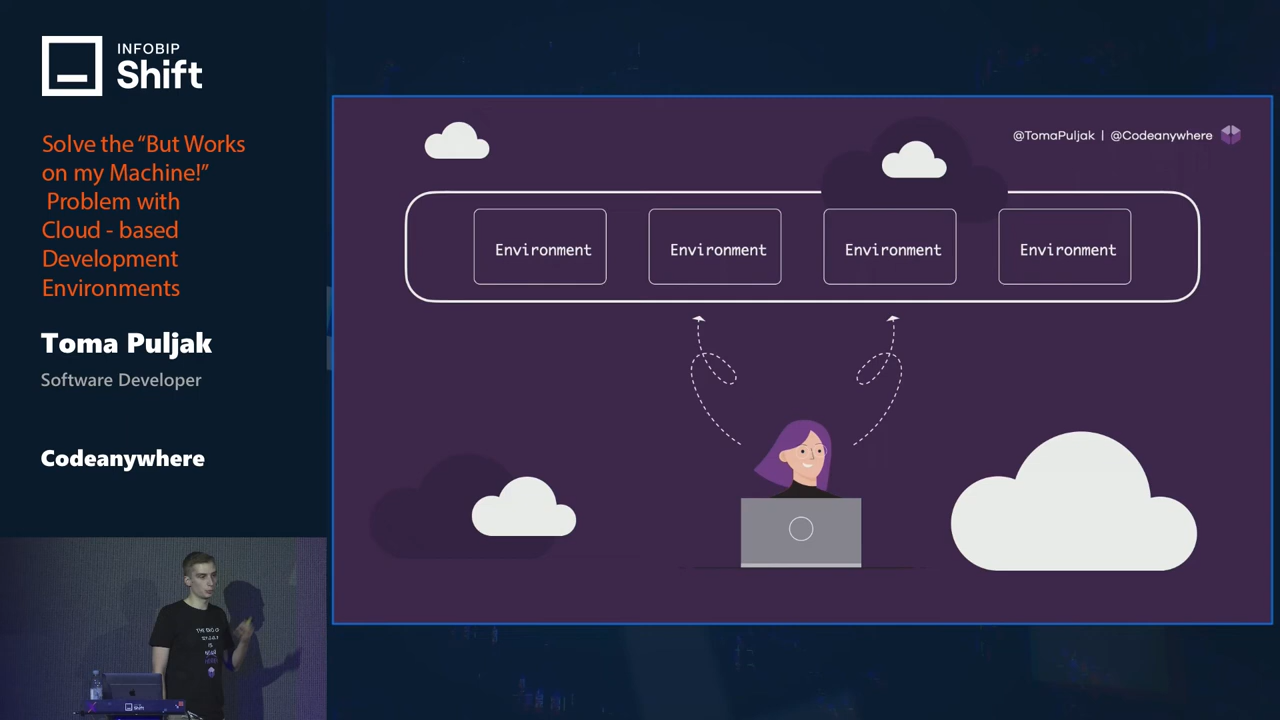 INFOBIP
Shift
Solve the “But Works
on my Machine!”
Problem with
Cloud - based
Development
Environments
Toma Puljak
Software Developer
Codeanywhere
@TomaPuljak | @Codeanywhere
Environment Environment Environment Environment
Shift